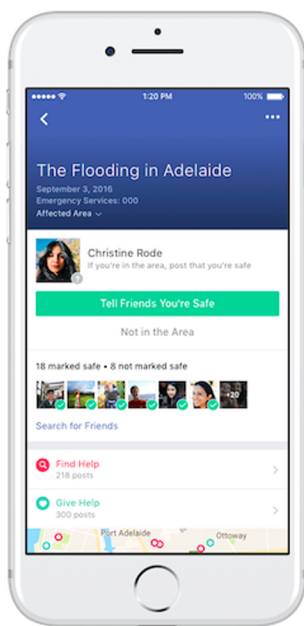 1:20 PM
100%
The Flooding in Adelaide
September 3, 2016
Emergency Services: 000
Affected Area
Christine Rode
If you're in the area, post that you're safe
Tell Friends You're Safe
Not in the Area
18 marked safe • 8 not marked safe
+20
Search for Friends
Find Help
218 posts
Give Help
300 posts
Port Adelaide
Ottoway